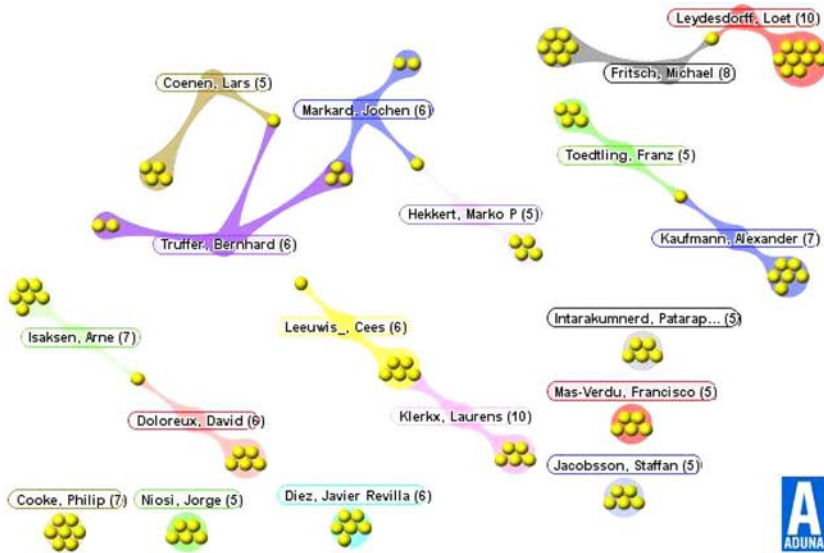 Leydesdorff, Loet (10)
Fritsch, Michael (8)
Coenen, Lars (5)
Markard, Jochen (6)
Toedtling, Franz (5)
Hekkert, Marko P (5)
Truffer, Bernhard (6)
Kaufmann, Alexander (7)
Intarakumnerd, Patarap... (5)
Isaksen, Arne (7)
Leeuwis_, Cees (6)
Mas-Verdu, Francisco (5)
Doloreux, David (6)
Klerkx, Laurens (10)
Jacobsson, Staffan (5)
Cooke, Philip (7)
Niosi, Jorge (5)
Diez, Javier Revilla (6)
A
ADUNA